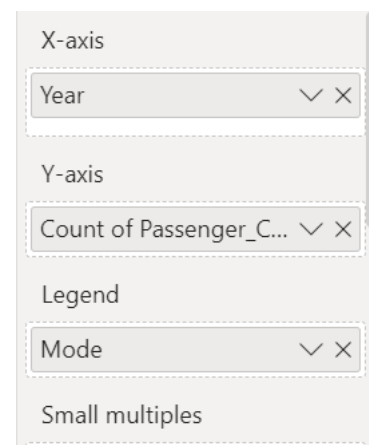 X-axis
Year
Y-axis
Count of Passenger_C...
Legend
Mode
Small multiples